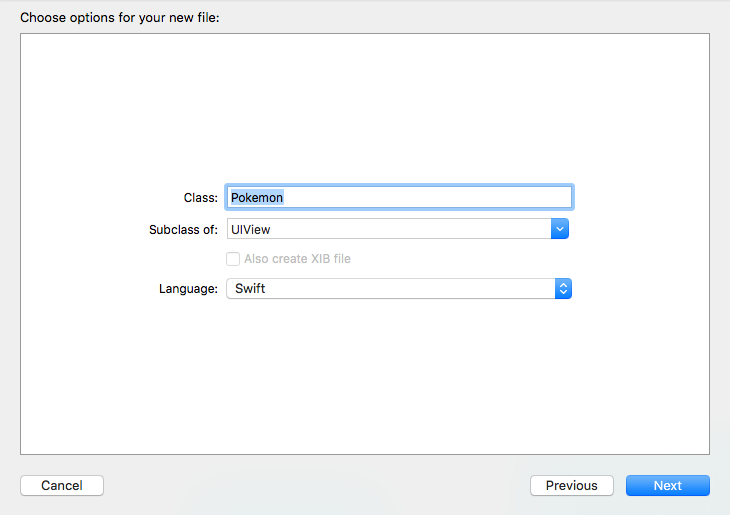 Choose options for your new file:
Class: Pokemon
Subclass of: UIView
Also create XIB file
Language: Swift
Cancel Previous Next